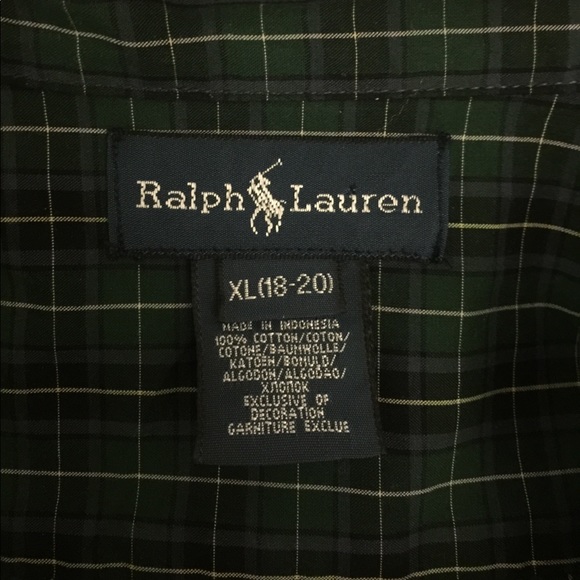 Ralph Lauren
XL(18-20)
MADE IN INDONESIA
100% COTTON/COTON/
COTONE/BAUMWOLLE/
KATOEN/BOMULD/
ALGODON/ALGODAO/
ХЛОПОК
EXCLUSIVE OF
DECORATION
GARNITURE EXCLUE